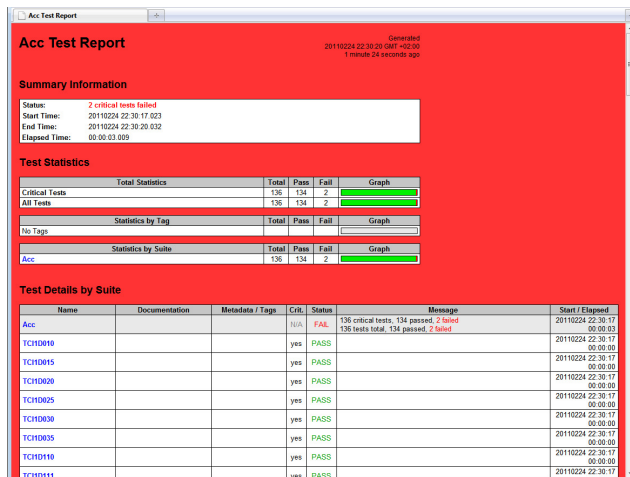 Acc Test Report
Acc Test Report
Generated
20110224 22:30:20 GMT +02:00
1 minute 24 seconds ago
Summary Information
Status: 2 critical tests failed
Start Time: 20110224 22:30:17.023
End Time: 20110224 22:30:20.032
Elapsed Time: 00:00:03.009
Test Statistics
Total Statistics Total Pass Fail Graph
Critical Tests 136 134 2
All Tests 136 134 2
Statistics by Tag Total Pass Fail Graph
No Tags
Statistics by Suite Total Pass Fail Graph
Acc 136 134 2
Test Details by Suite
Name Documentation Metadata / Tags Crit. Status Message Start / Elapsed
Acc N/A FAIL 136 critical tests, 134 passed, 2 failed 20110224 22:30:17
136 tests total, 134 passed, 2 failed 00:00:03
TCI1D010 yes PASS 20110224 22:30:17
00:00:00
TCI1D015 yes PASS 20110224 22:30:17
00:00:00
TCI1D020 yes PASS 20110224 22:30:17
00:00:00
TCI1D025 yes PASS 20110224 22:30:17
00:00:00
TCI1D030 yes PASS 20110224 22:30:17
00:00:00
TCI1D035 yes PASS 20110224 22:30:17
00:00:00
TCI1D110 yes PASS 20110224 22:30:17
00:00:00
TCI1D111 yes PASS 20110224 22:30:17